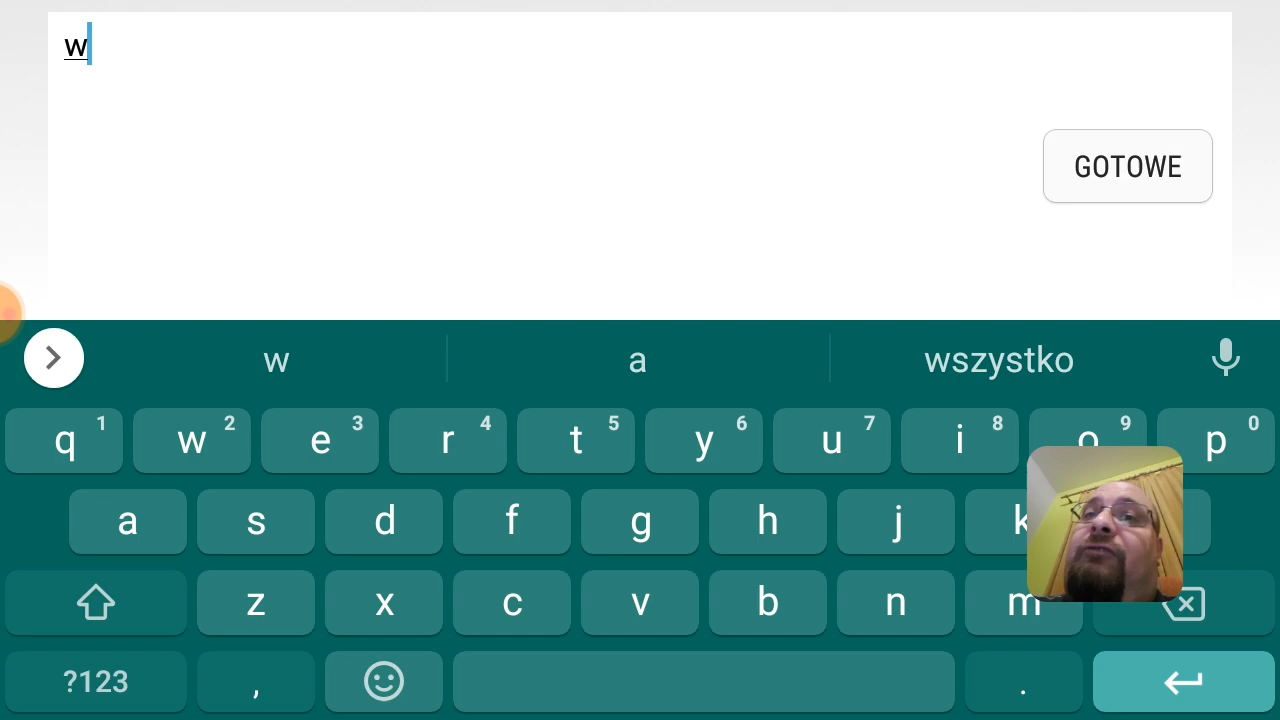 w
GOTOWE
w a wszystko
q 1 w 2 e 3 r 4 t 5 y 6 u 7 i 8 o 9 p 0
a s d f g h j k
z x c v b n m
?123 , .